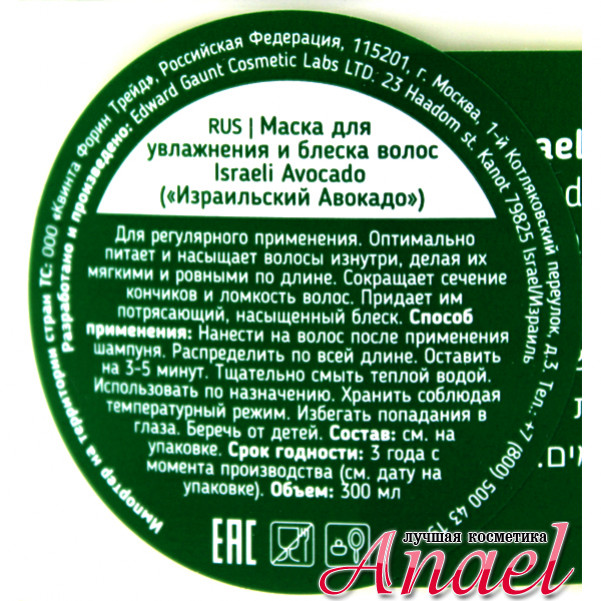 Импортер на территории стран ТС: ООО «Квинта Форин Трейд», Российская Федерация, 115201, г. Москва, 1-й Котляковский переулок, д.3. Тел.: +7 (800) 500 43
Разработано и произведено: Edward Gaunt Cosmetic Labs LTD. 23 Haadom st. Kanot 79825 Israel/Израиль
RUS | Маска для
увлажнения и блеска волос
Israeli Avocado
(«Израильский Авокадо»)
Для регулярного применения. Оптимально
питает и насыщает волосы изнутри, делая их
мягкими и ровными по длине. Сокращает сечение
кончиков и ломкость волос. Придает им
потрясающий, насыщенный блеск. Способ
применения: Нанести на волос после применения
шампуня. Распределить по всей длине. Оставить
на 3-5 минут. Тщательно смыть теплой водой.
Использовать по назначению. Хранить соблюдая
температурный режим. Избегать попадания в
глаза. Беречь от детей. Состав: см. на
упаковке. Срок годности: 3 года с
момента производства (см. дату на
упаковке). Объем: 300 мл
EAC
лучшая косметика
Anael